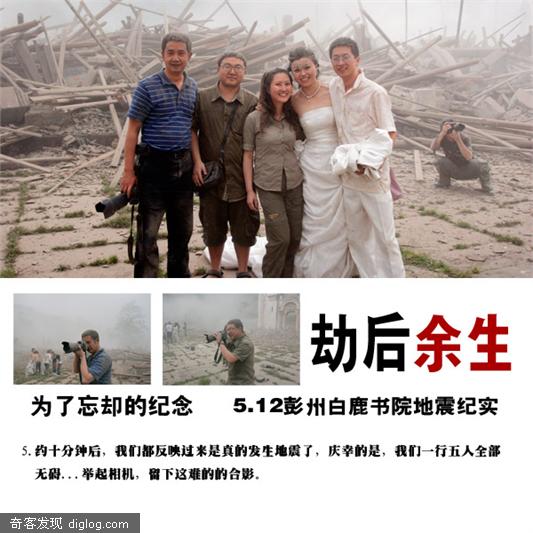 劫后余生
为了忘却的纪念 5.12彭州白鹿书院地震纪实
5. 约十分钟后，我们都反映过来是真的发生地震了，庆幸的是，我们一行五人全部
无碍...举起相机，留下这难的的合影。
奇客发现 diglog.com